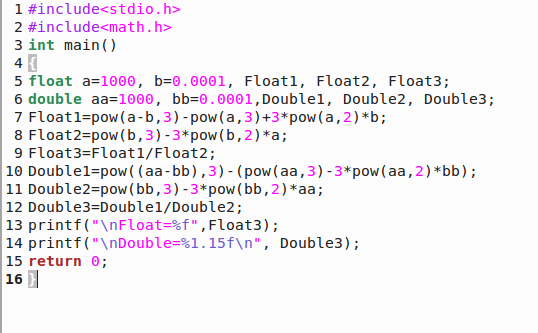 1 #include<stdio.h>
2 #include<math.h>
3 int main()
4 {
5 float a=1000, b=0.0001, Float1, Float2, Float3;
6 double aa=1000, bb=0.0001,Double1, Double2, Double3;
7 Float1=pow(a-b,3)-pow(a,3)+3*pow(a,2)*b;
8 Float2=pow(b,3)-3*pow(b,2)*a;
9 Float3=Float1/Float2;
10 Double1=pow((aa-bb),3)-(pow(aa,3)-3*pow(aa,2)*bb);
11 Double2=pow(bb,3)-3*pow(bb,2)*aa;
12 Double3=Double1/Double2;
13 printf("\nFloat=%f",Float3);
14 printf("\nDouble=%1.15f\n", Double3);
15 return 0;
16 }